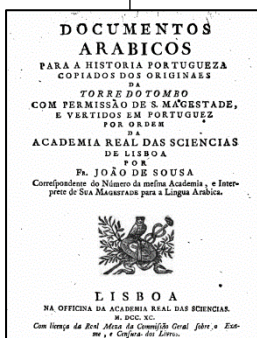 DOCUMENTOS
ARABICOS
PARA A HISTORIA PORTUGUEZA
COPIADOS DOS ORIGINAES
DA
TORRE DO TOMBO
COM PERMISSÃO DE S. MAGESTADE,
E VERTIDOS EM PORTUGUEZ
POR ORDEM
DA
ACADEMIA REAL DAS SCIENCIAS
DE LISBOA
POR
FR. JOÃO DE SOUSA
Correspondente do Número da mesma Academia, e Inter-
prete de SUA MAGESTADE para a Lingua Arabica.
LISBOA
NA OFFICINA DA ACADEMIA REAL DAS SCIENCIAS.
M. DCC. XC.
Com licença da Real Meza da Commissão Geral sobre o Exa-
me, e Censura dos Livros.